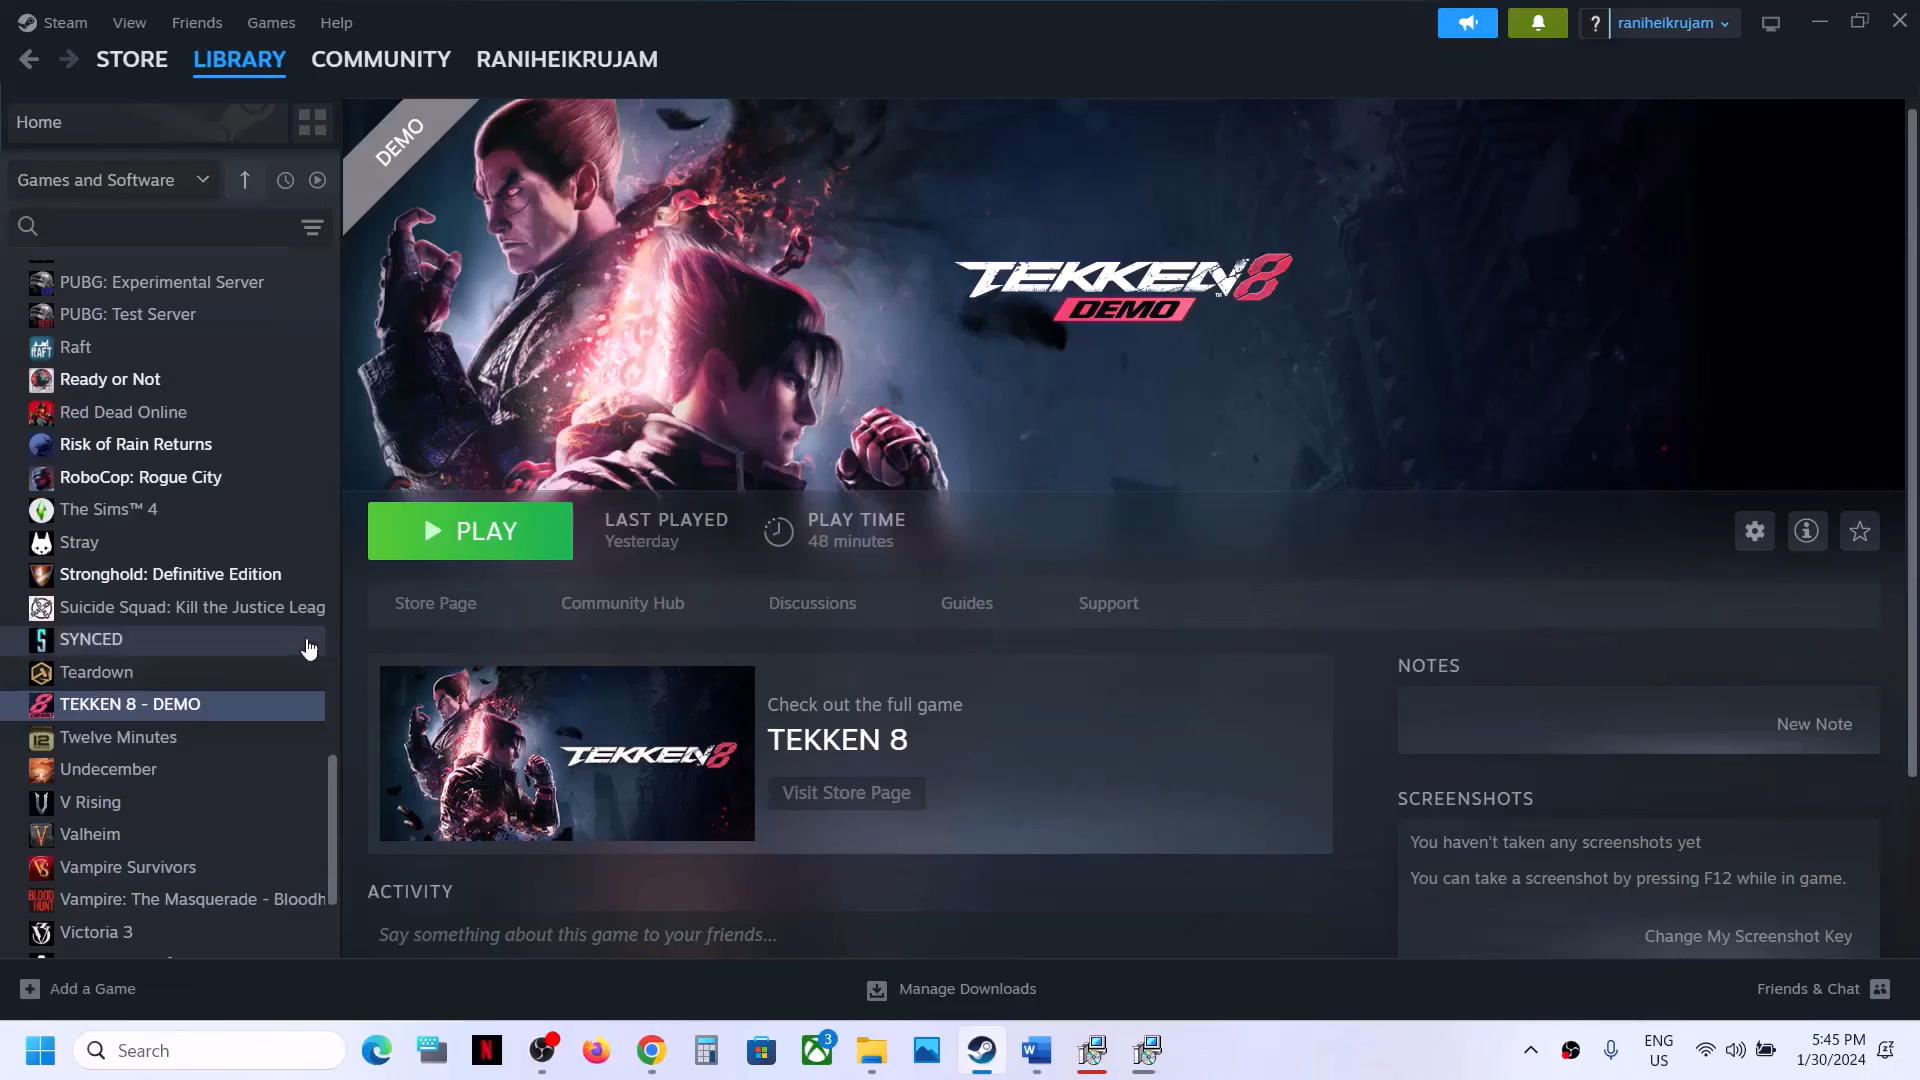 Steam View Friends Games Help
? raniheikrujam
STORE LIBRARY COMMUNITY RANIHEIKRUJAM
Home
Games and Software
PUBG: Experimental Server
PUBG: Test Server
Raft
Ready or Not
Red Dead Online
Risk of Rain Returns
RoboCop: Rogue City
The Sims™ 4
Stray
Stronghold: Definitive Edition
Suicide Squad: Kill the Justice Leag
SYNCED
Teardown
TEKKEN 8 - DEMO
Twelve Minutes
Undecember
V Rising
Valheim
Vampire Survivors
Vampire: The Masquerade - Bloodh
Victoria 3
DEMO
TEKKEN 8
DEMO
PLAY
LAST PLAYED
Yesterday
PLAY TIME
48 minutes
Store Page Community Hub Discussions Guides Support
TEKKEN 8
Check out the full game
TEKKEN 8
Visit Store Page
NOTES
New Note
SCREENSHOTS
You haven't taken any screenshots yet
You can take a screenshot by pressing F12 while in game.
Change My Screenshot Key
ACTIVITY
Say something about this game to your friends...
Add a Game
Manage Downloads
Friends & Chat
Search
3
ENG
US
5:45 PM
1/30/2024